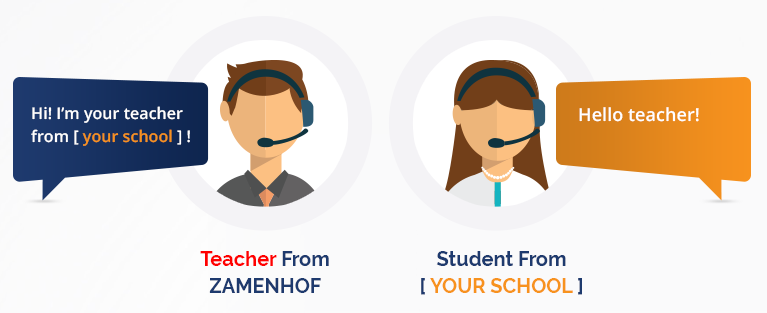 Hi! I'm your teacher
from [ your school ] !
Hello teacher!
Teacher From
ZAMENHOF
Student From
[ YOUR SCHOOL ]